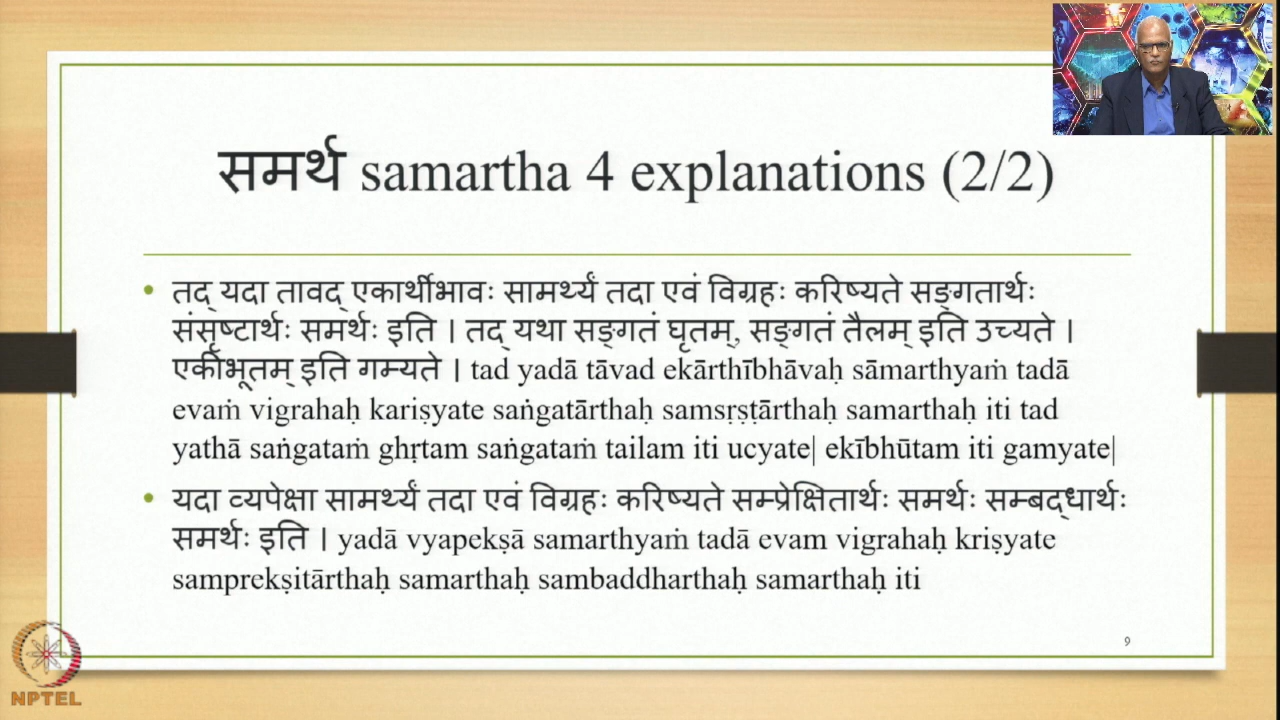 समर्थ samartha 4 explanations (2/2)
• तद् यदा तावद् एकार्थीभावः सामर्थ्यं तदा एवं विग्रहः करिष्यते सङ्गतार्थः
संसृष्टार्थः समर्थः इति । तद् यथा सङ्गतं घृतम्, सङ्गतं तैलम् इति उच्यते ।
एकीभूतम् इति गम्यते । tad yadā tāvad ekārthībhāvaḥ sāmarthyaṁ tadā
evaṁ vigrahaḥ kariṣyate saṅgatārthaḥ samsṛṣṭārthaḥ samarthaḥ iti tad
yathā saṅgataṁ ghṛtam saṅgataṁ tailam iti ucyate| ekībhūtam iti gamyate|
• यदा व्यपेक्षा सामर्थ्यं तदा एवं विग्रहः करिष्यते सम्प्रेक्षितार्थः समर्थः सम्बद्धार्थः
समर्थः इति । yadā vyapekṣā samarthyaṁ tadā evam vigrahaḥ kriṣyate
samprekṣitārthaḥ samarthaḥ sambaddharthaḥ samarthaḥ iti
9
NPTEL